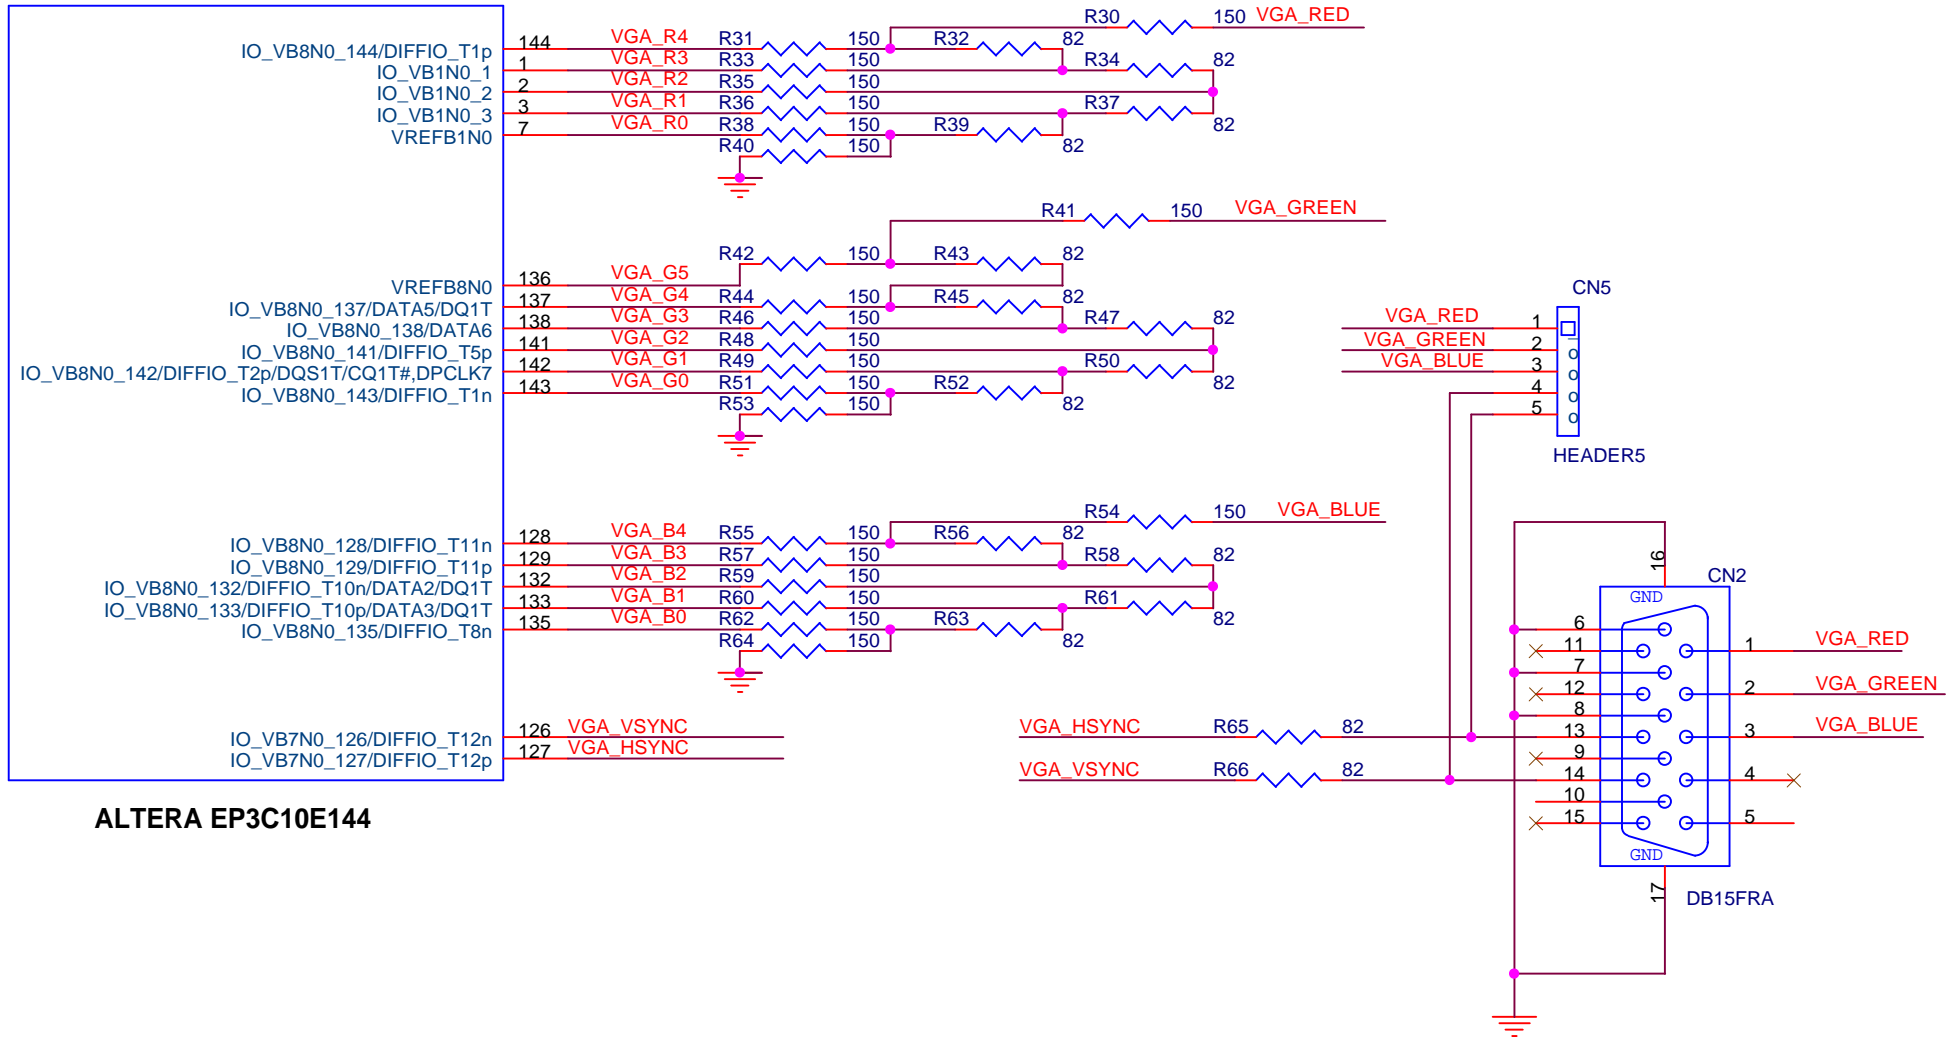 R30 150 VGA_RED
IO_VB8N0_144/DIFFIO_T1p 144 VGA_R4 R31 150 R32 82
IO_VB1N0_1 1 VGA_R3 R33 150 R34 82
IO_VB1N0_2 2 VGA_R2 R35 150
IO_VB1N0_3 3 VGA_R1 R36 150 R37 82
VREFB1N0 7 VGA_R0 R38 150 R39 82
R40 150
R41 150 VGA_GREEN
R42 150 R43 82
VREFB8N0 136 VGA_G5
IO_VB8N0_137/DATA5/DQ1T 137 VGA_G4 R44 150 R45 82
IO_VB8N0_138/DATA6 138 VGA_G3 R46 150 R47 82
IO_VB8N0_141/DIFFIO_T5p 141 VGA_G2 R48 150
IO_VB8N0_142/DIFFIO_T2p/DQS1T/CQ1T#,DPCLK7 142 VGA_G1 R49 150 R50 82
IO_VB8N0_143/DIFFIO_T1n 143 VGA_G0 R51 150 R52 82
R53 150
CN5
VGA_RED 1
VGA_GREEN 2
VGA_BLUE 3
4
5
HEADER5
R54 150 VGA_BLUE
IO_VB8N0_128/DIFFIO_T11n 128 VGA_B4 R55 150 R56 82
IO_VB8N0_129/DIFFIO_T11p 129 VGA_B3 R57 150 R58 82
IO_VB8N0_132/DIFFIO_T10n/DATA2/DQ1T 132 VGA_B2 R59 150
IO_VB8N0_133/DIFFIO_T10p/DATA3/DQ1T 133 VGA_B1 R60 150 R61 82
IO_VB8N0_135/DIFFIO_T8n 135 VGA_B0 R62 150 R63 82
R64 150
IO_VB7N0_126/DIFFIO_T12n 126 VGA_VSYNC
IO_VB7N0_127/DIFFIO_T12p 127 VGA_HSYNC
ALTERA EP3C10E144
VGA_HSYNC R65 82
VGA_VSYNC R66 82
16
CN2
GND
6
11 1 VGA_RED
7
12 2 VGA_GREEN
8
13 3 VGA_BLUE
9
14 4
10
15 5
GND
17
DB15FRA